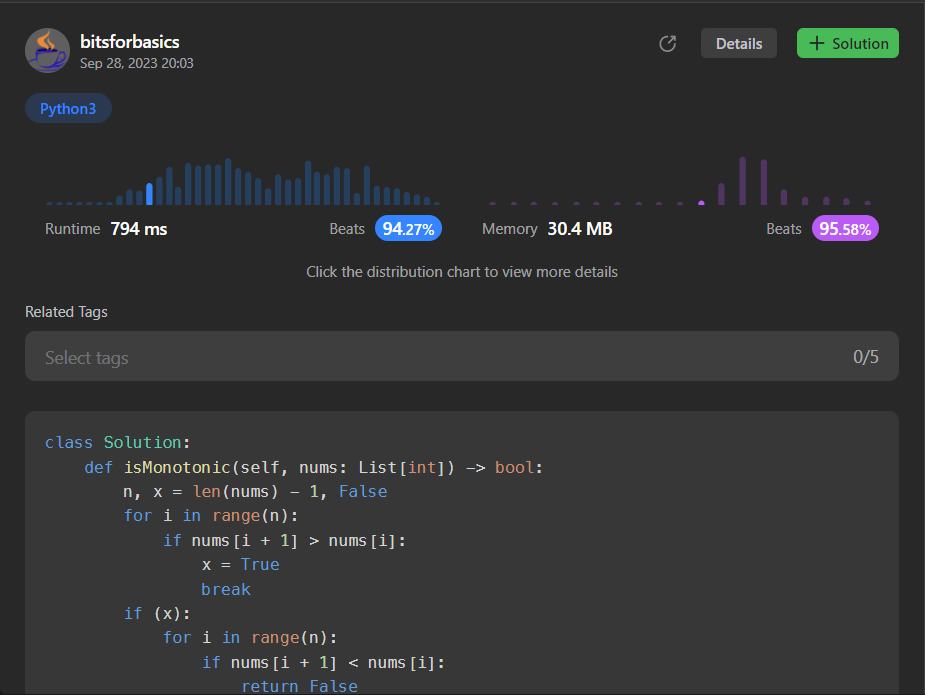 bitsforbasics
Sep 28, 2023 20:03
Details
+ Solution
Python3
Runtime 794 ms Beats 94.27% Memory 30.4 MB Beats 95.58%
Click the distribution chart to view more details
Related Tags
Select tags 0/5
class Solution:
    def isMonotonic(self, nums: List[int]) -> bool:
        n, x = len(nums) - 1, False
        for i in range(n):
            if nums[i + 1] > nums[i]:
                x = True
                break
        if (x):
            for i in range(n):
                if nums[i + 1] < nums[i]:
                    return False